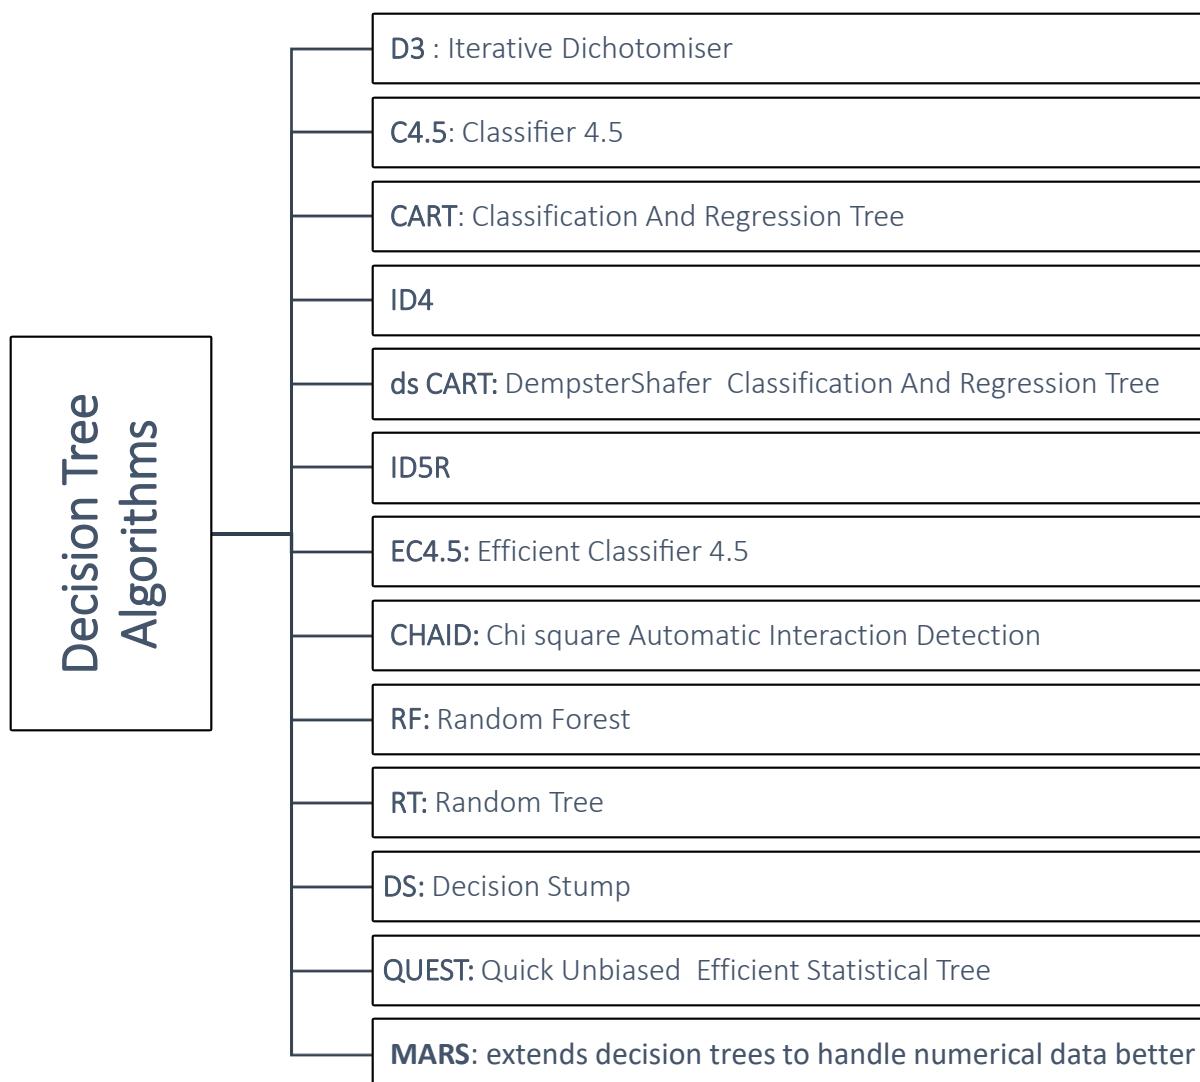 Decision Tree
Algorithms
D3 : Iterative Dichotomiser
C4.5: Classifier 4.5
CART: Classification And Regression Tree
ID4
ds CART: DempsterShafer  Classification And Regression Tree
ID5R
EC4.5: Efficient Classifier 4.5
CHAID: Chi square Automatic Interaction Detection
RF: Random Forest
RT: Random Tree
DS: Decision Stump
QUEST: Quick Unbiased  Efficient Statistical Tree
MARS: extends decision trees to handle numerical data better